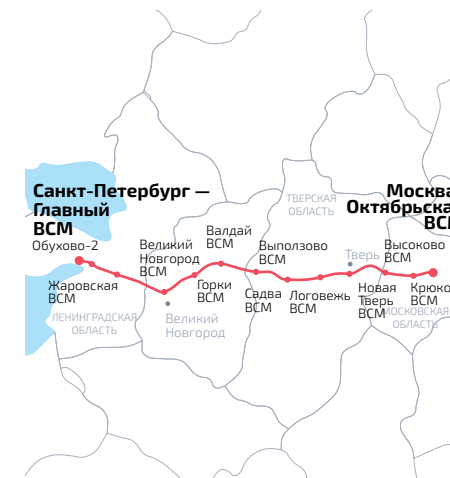 Санкт-Петербург —
Главный
ВСМ
Обухово-2
Жаровская
ВСМ
ЛЕНИНГРАДСКАЯ
ОБЛАСТЬ
Великий
Новгород
ВСМ
Великий
Новгород
Валдай
ВСМ
Горки
ВСМ
Выползово
ВСМ
Садва
ВСМ
Логовежь
ВСМ
ТВЕРСКАЯ
ОБЛАСТЬ
Тверь
Новая
Тверь
ВСМ
Москва
Октябрьска
ВСМ
Высоково
ВСМ
Крюко
ВСМ
МОСКОВСКАЯ
ОБЛАСТЬ